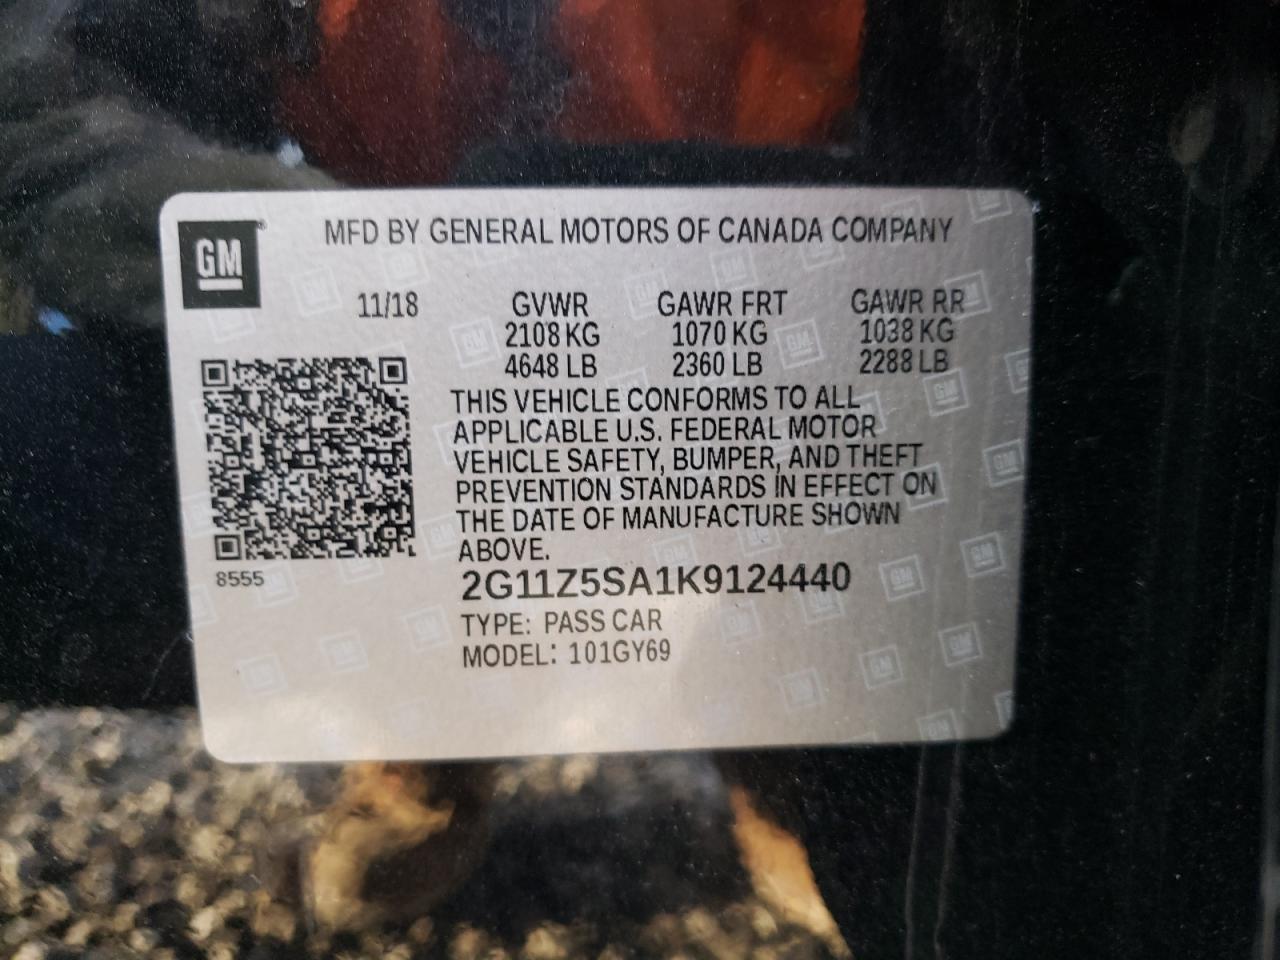 GM®
MFD BY GENERAL MOTORS OF CANADA COMPANY
11/18 GVWR GAWR FRT GAWR RR
2108 KG 1070 KG 1038 KG
4648 LB 2360 LB 2288 LB
THIS VEHICLE CONFORMS TO ALL
APPLICABLE U.S. FEDERAL MOTOR
VEHICLE SAFETY, BUMPER, AND THEFT
PREVENTION STANDARDS IN EFFECT ON
THE DATE OF MANUFACTURE SHOWN
ABOVE.
8555
2G11Z5SA1K9124440
TYPE: PASS CAR
MODEL: 101GY69